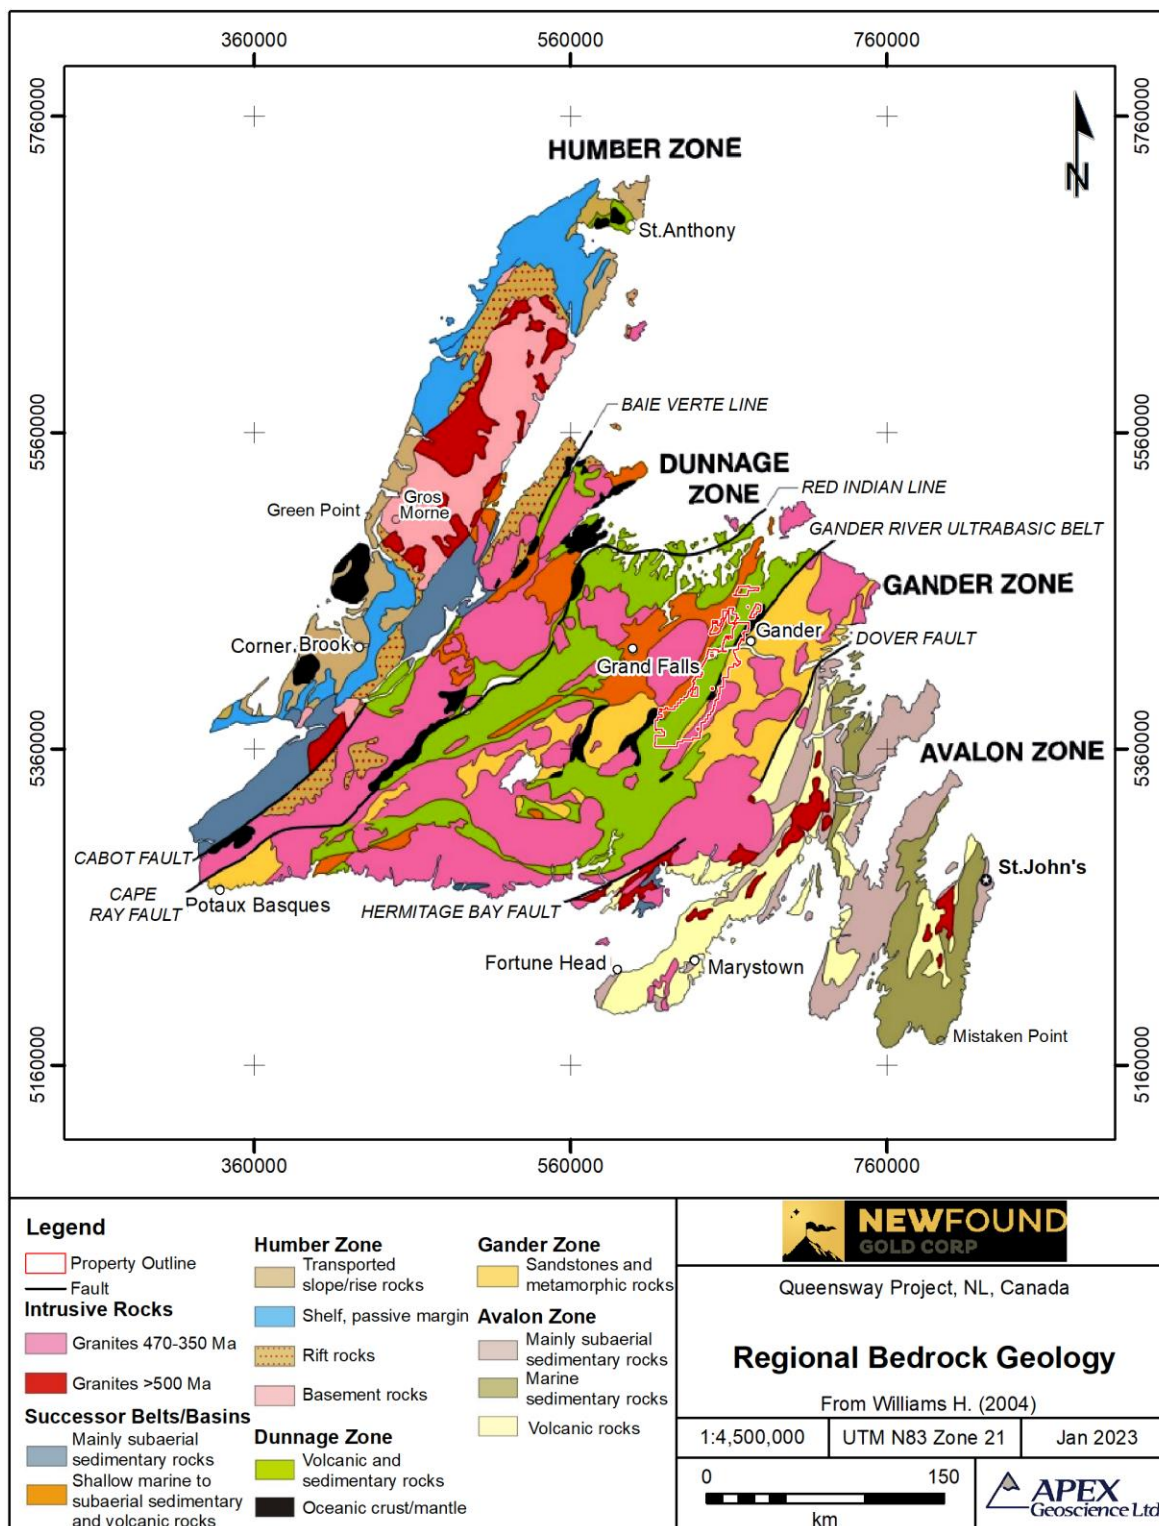 360000
560000
760000
5760000
5760000
HUMBER ZONE
N
St.Anthony
BAIE VERTE LINE
5560000
5560000
DUNNAGE
ZONE
RED INDIAN LINE
Green Point
Gros
Morne
GANDER RIVER ULTRABASIC BELT
GANDER ZONE
Corner Brook
Gander
DOVER FAULT
Grand Falls
5360000
5360000
AVALON ZONE
CABOT FAULT
St.John's
CAPE
RAY FAULT
Potaux Basques
HERMITAGE BAY FAULT
Fortune Head
Marystown
Mistaken Point
5160000
5160000
360000
560000
760000
Legend
Property Outline
Fault
Intrusive Rocks
Granites 470-350 Ma
Granites >500 Ma
Successor Belts/Basins
Mainly subaerial
sedimentary rocks
Shallow marine to
subaerial sedimentary
and volcanic rocks
Humber Zone
Transported
slope/rise rocks
Shelf, passive margin
Rift rocks
Basement rocks
Dunnage Zone
Volcanic and
sedimentary rocks
Oceanic crust/mantle
Gander Zone
Sandstones and
metamorphic rocks
Avalon Zone
Mainly subaerial
sedimentary rocks
Marine
sedimentary rocks
Volcanic rocks
NEWFOUND
GOLD CORP
Queensway Project, NL, Canada
Regional Bedrock Geology
From Williams H. (2004)
1:4,500,000
UTM N83 Zone 21
Jan 2023
0
150
km
APEX
Geoscience Ltd